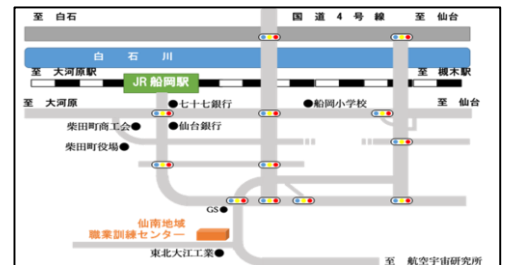 至 白石 国道4号線 至 仙台
白石川
至 大河原駅 至 槻木駅
JR船岡駅
至 大河原 ●七十七銀行 ●船岡小学校 至 仙台
柴田町商工会● ●仙台銀行
柴田町役場●
GS●
仙南地域
職業訓練センター
東北大江工業●
至 航空宇宙研究所